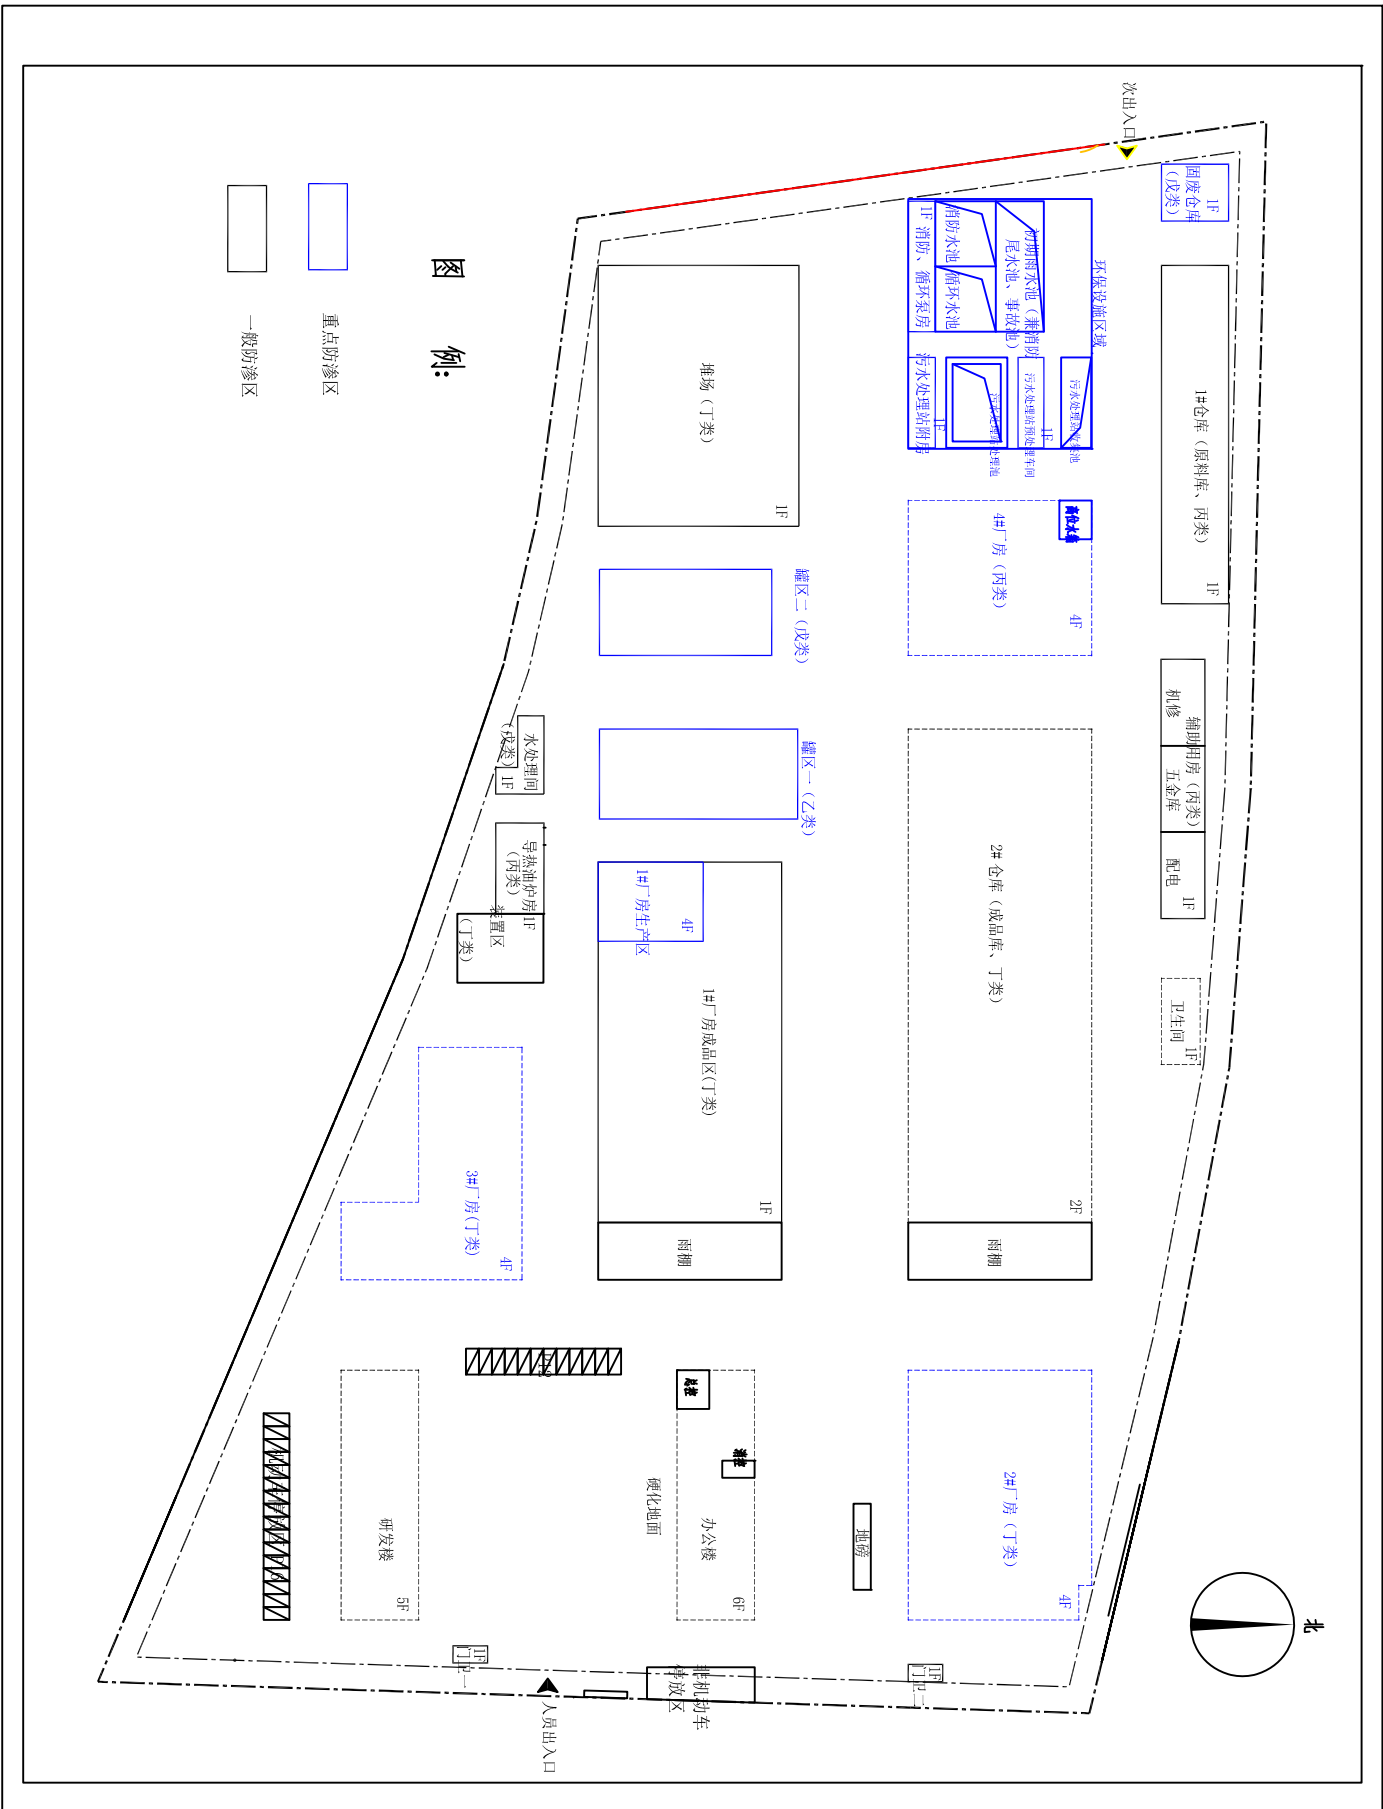 次出入口
固废仓库
（戊类）
1F
环保设施区域
初期雨水池（兼消防
尾水池、事故池）
消防水池
循环水池
1F 消防、循环泵房
污水处理站附房
1F
污水处理站预处理车间
1F
1#仓库（原料库、丙类）
1F
堆场（丁类）
1F
图 例:
重点防渗区
一般防渗区
高位水箱
4#厂房（丙类）
4F
罐区二（戊类）
罐区一（乙类）
机修
辅助用房（丙类）
五金库
配电
1F
水处理间
（戊类）
1F
导热油炉房
（丙类）
1F
装置区
（丁类）
1#厂房生产区
4F
1#厂房成品区(丁类)
1F
雨棚
2# 仓库（成品库、丁类）
2F
雨棚
卫生间
1F
3#厂房(丁类)
4F
研发楼
5F
硬化地面
办公楼
6F
地磅
2#厂房（丁类）
4F
北
门卫一
1F
人员出入口
非机动车
停放区
门卫二
1F